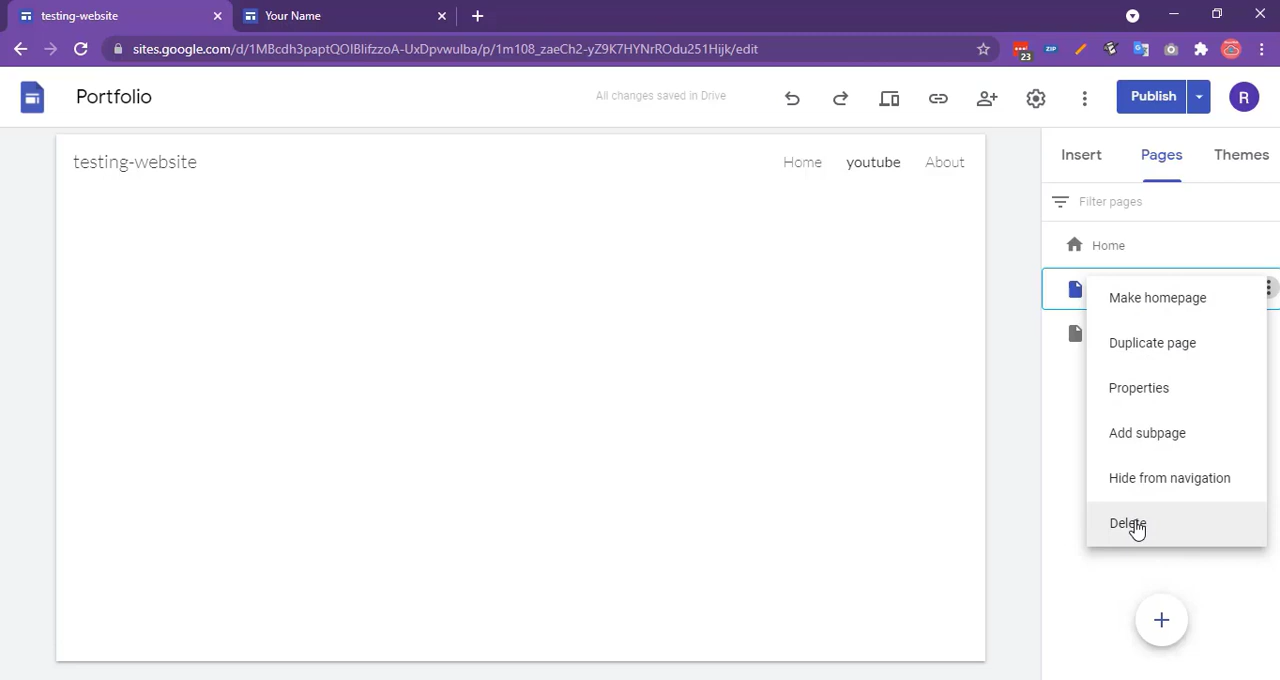 testing-website
Your Name
sites.google.com/d/1MBcdh3paptQOIBlifzzoA-UxDpvwulba/p/1m108_zaeCh2-yZ9K7HYNrROdu251Hijk/edit
23
ZIP
Portfolio
All changes saved in Drive
Publish
R
testing-website
Home youtube About
Insert Pages Themes
Filter pages
Home
Make homepage
Duplicate page
Properties
Add subpage
Hide from navigation
Delete